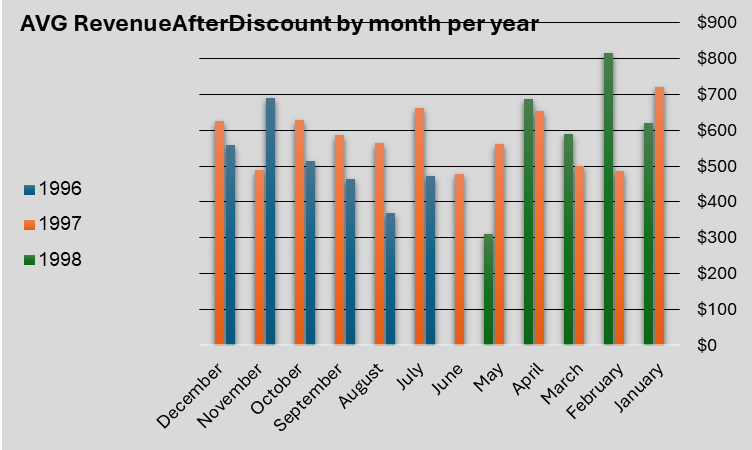 AVG RevenueAfterDiscount by month per year
$900
$800
$700
$600
$500
$400
$300
$200
$100
$0
1996
1997
1998
December
November
October
September
August
July
June
May
April
March
February
January